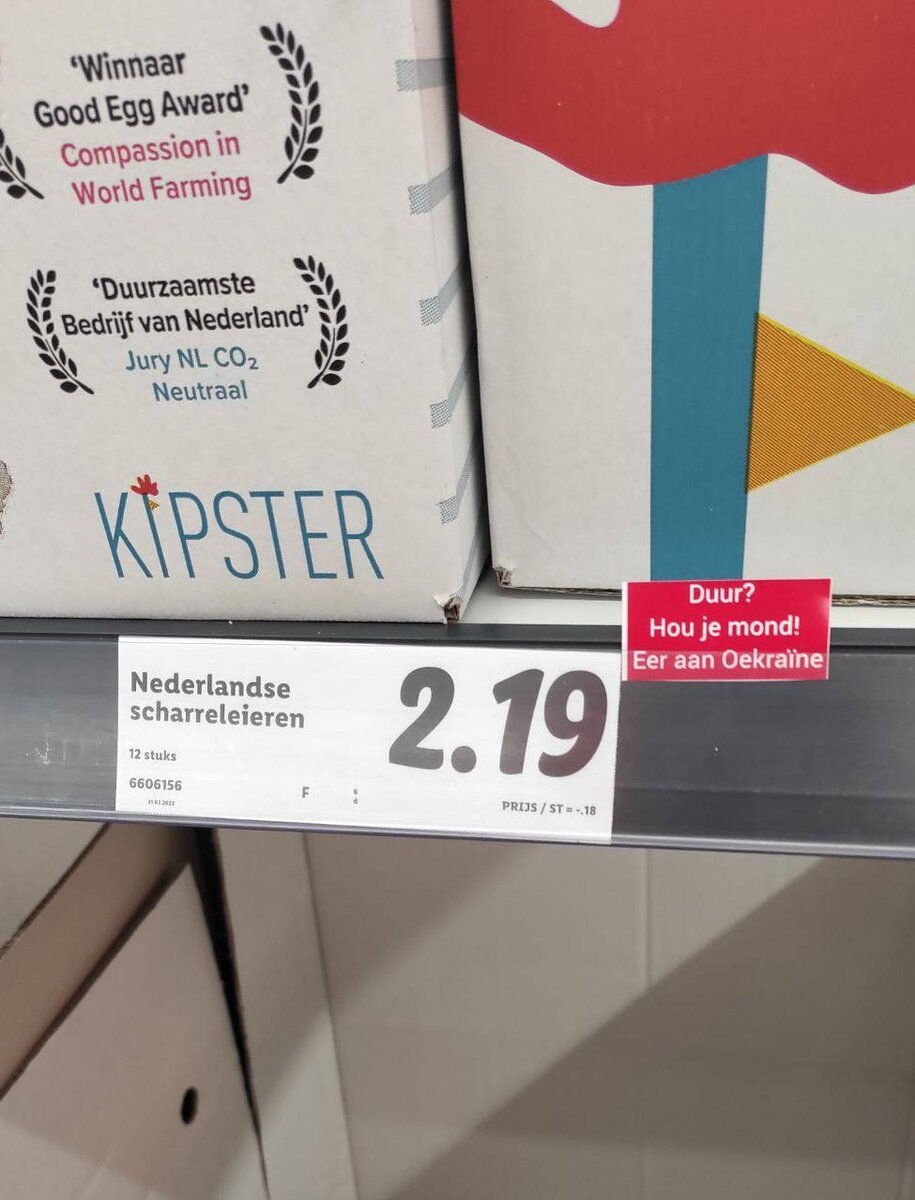 ‘Winnaar
Good Egg Award’
Compassion in
World Farming
‘Duurzaamste
Bedrijf van Nederland’
Jury NL CO₂
Neutraal
KIPSTER
Duur?
Hou je mond!
Eer aan Oekraïne
Nederlandse
scharreleieren
2.19
12 stuks
6606156
F
6
d
PRIJS / ST = -.18